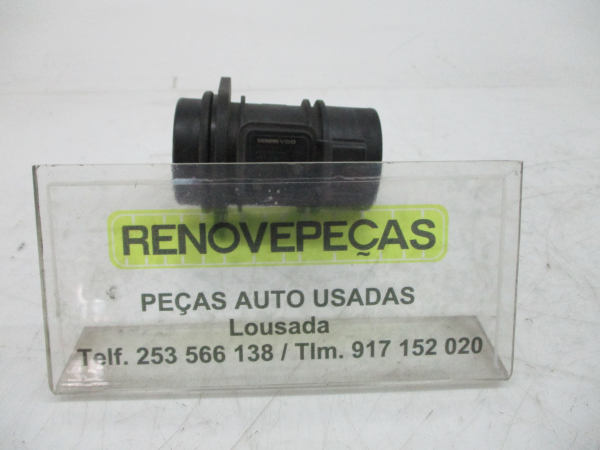 RENOVEPEÇAS
PEÇAS AUTO USADAS
Lousada
Telf. 253 566 138 / Tlm. 917 152 020